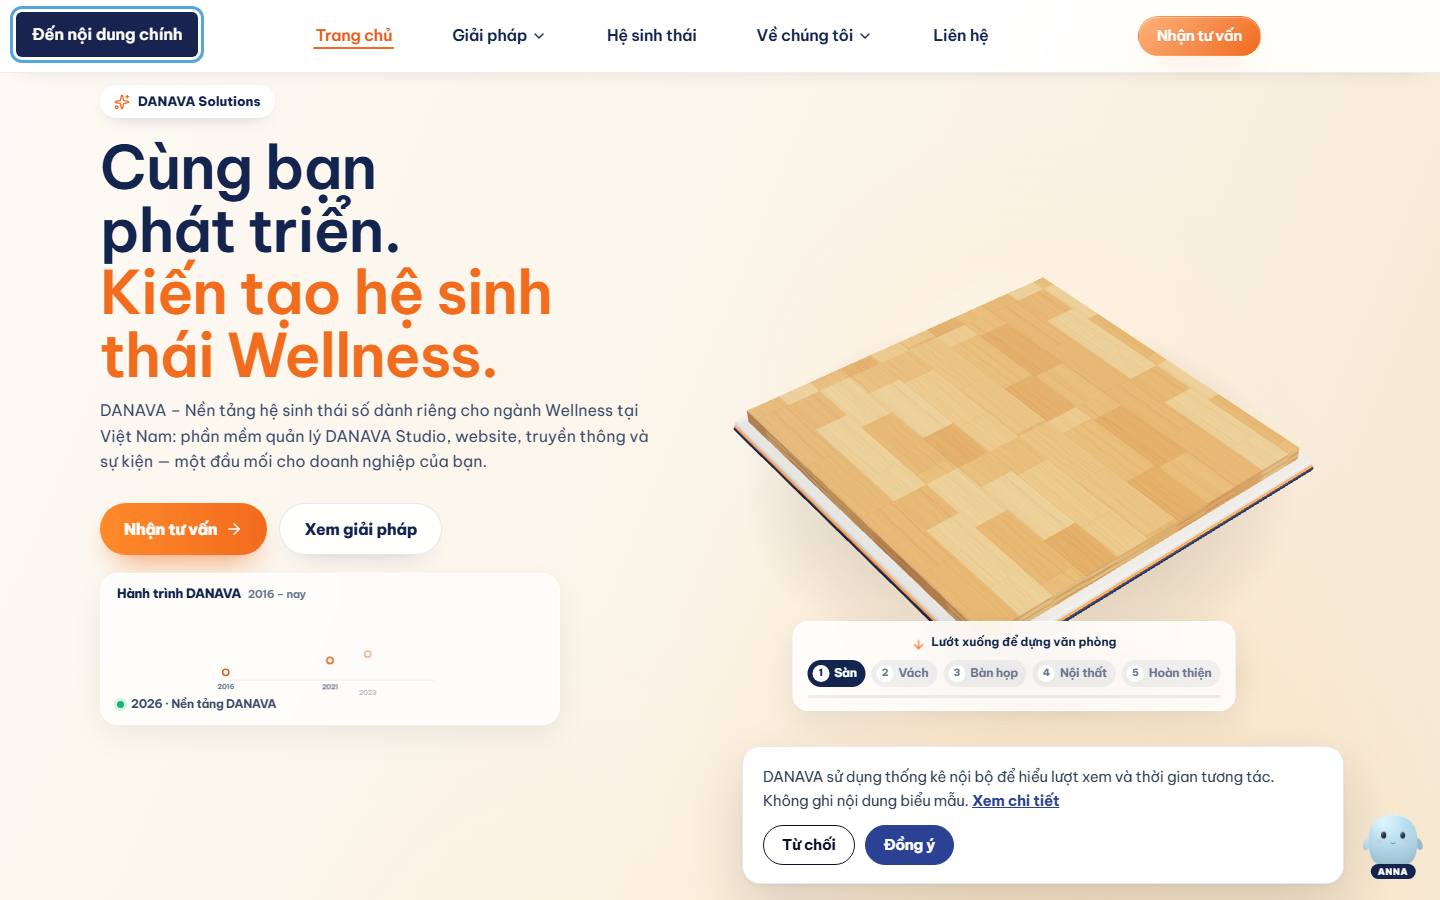 Đến nội dung chính
Trang chủ
Giải pháp
Hệ sinh thái
Về chúng tôi
Liên hệ
Nhận tư vấn
DANAVA Solutions
Cùng bạn
phát triển.
Kiến tạo hệ sinh
thái Wellness.
DANAVA – Nền tảng hệ sinh thái số dành riêng cho ngành Wellness tại
Việt Nam: phần mềm quản lý DANAVA Studio, website, truyền thông và
sự kiện — một đầu mối cho doanh nghiệp của bạn.
Nhận tư vấn
Xem giải pháp
Hành trình DANAVA 2016 – nay
2016
2021
2023
2026 · Nền tảng DANAVA
Lướt xuống để dựng văn phòng
1 Sàn
2 Vách
3 Bàn họp
4 Nội thất
5 Hoàn thiện
DANAVA sử dụng thống kê nội bộ để hiểu lượt xem và thời gian tương tác.
Không ghi nội dung biểu mẫu. Xem chi tiết
Từ chối
Đồng ý
ANNA